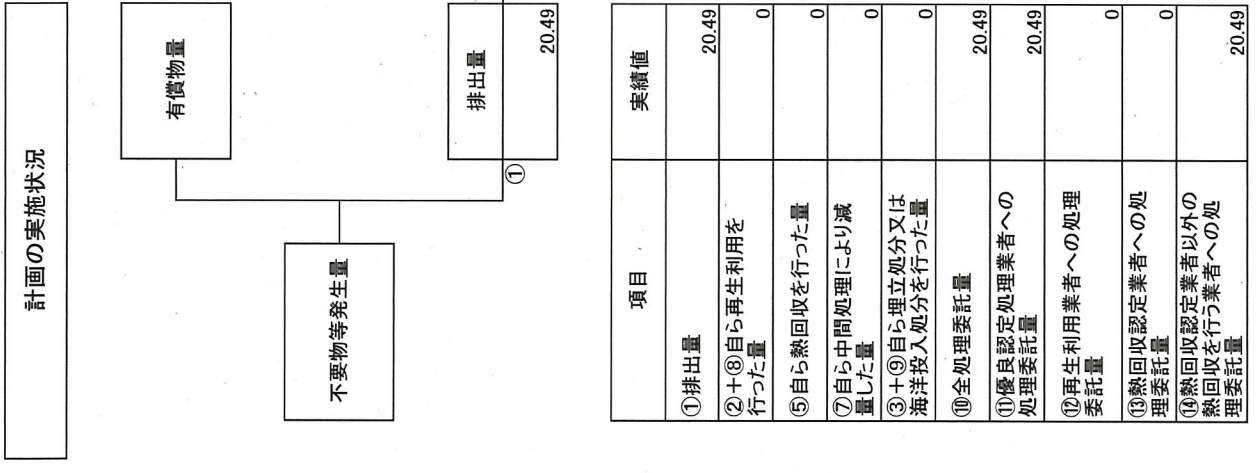 計画の実施状況
有償物量
不要物等発生量
①
排出量
20.49
項目
実績値
①排出量
20.49
②+⑧自ら再生利用を
行った量
0
⑤自ら熱回収を行った量
0
⑦自ら中間処理により減
量した量
0
③+⑨自ら埋立処分又は
海洋投入処分を行った量
0
⑩全処理委託量
20.49
⑪優良認定処理業者への
処理委託量
20.49
⑫再生利用業者への処理
委託量
0
⑬熱回収認定業者への処
理委託量
0
⑭熱回収認定業者以外の
熱回収を行う業者への処
理委託量
20.49